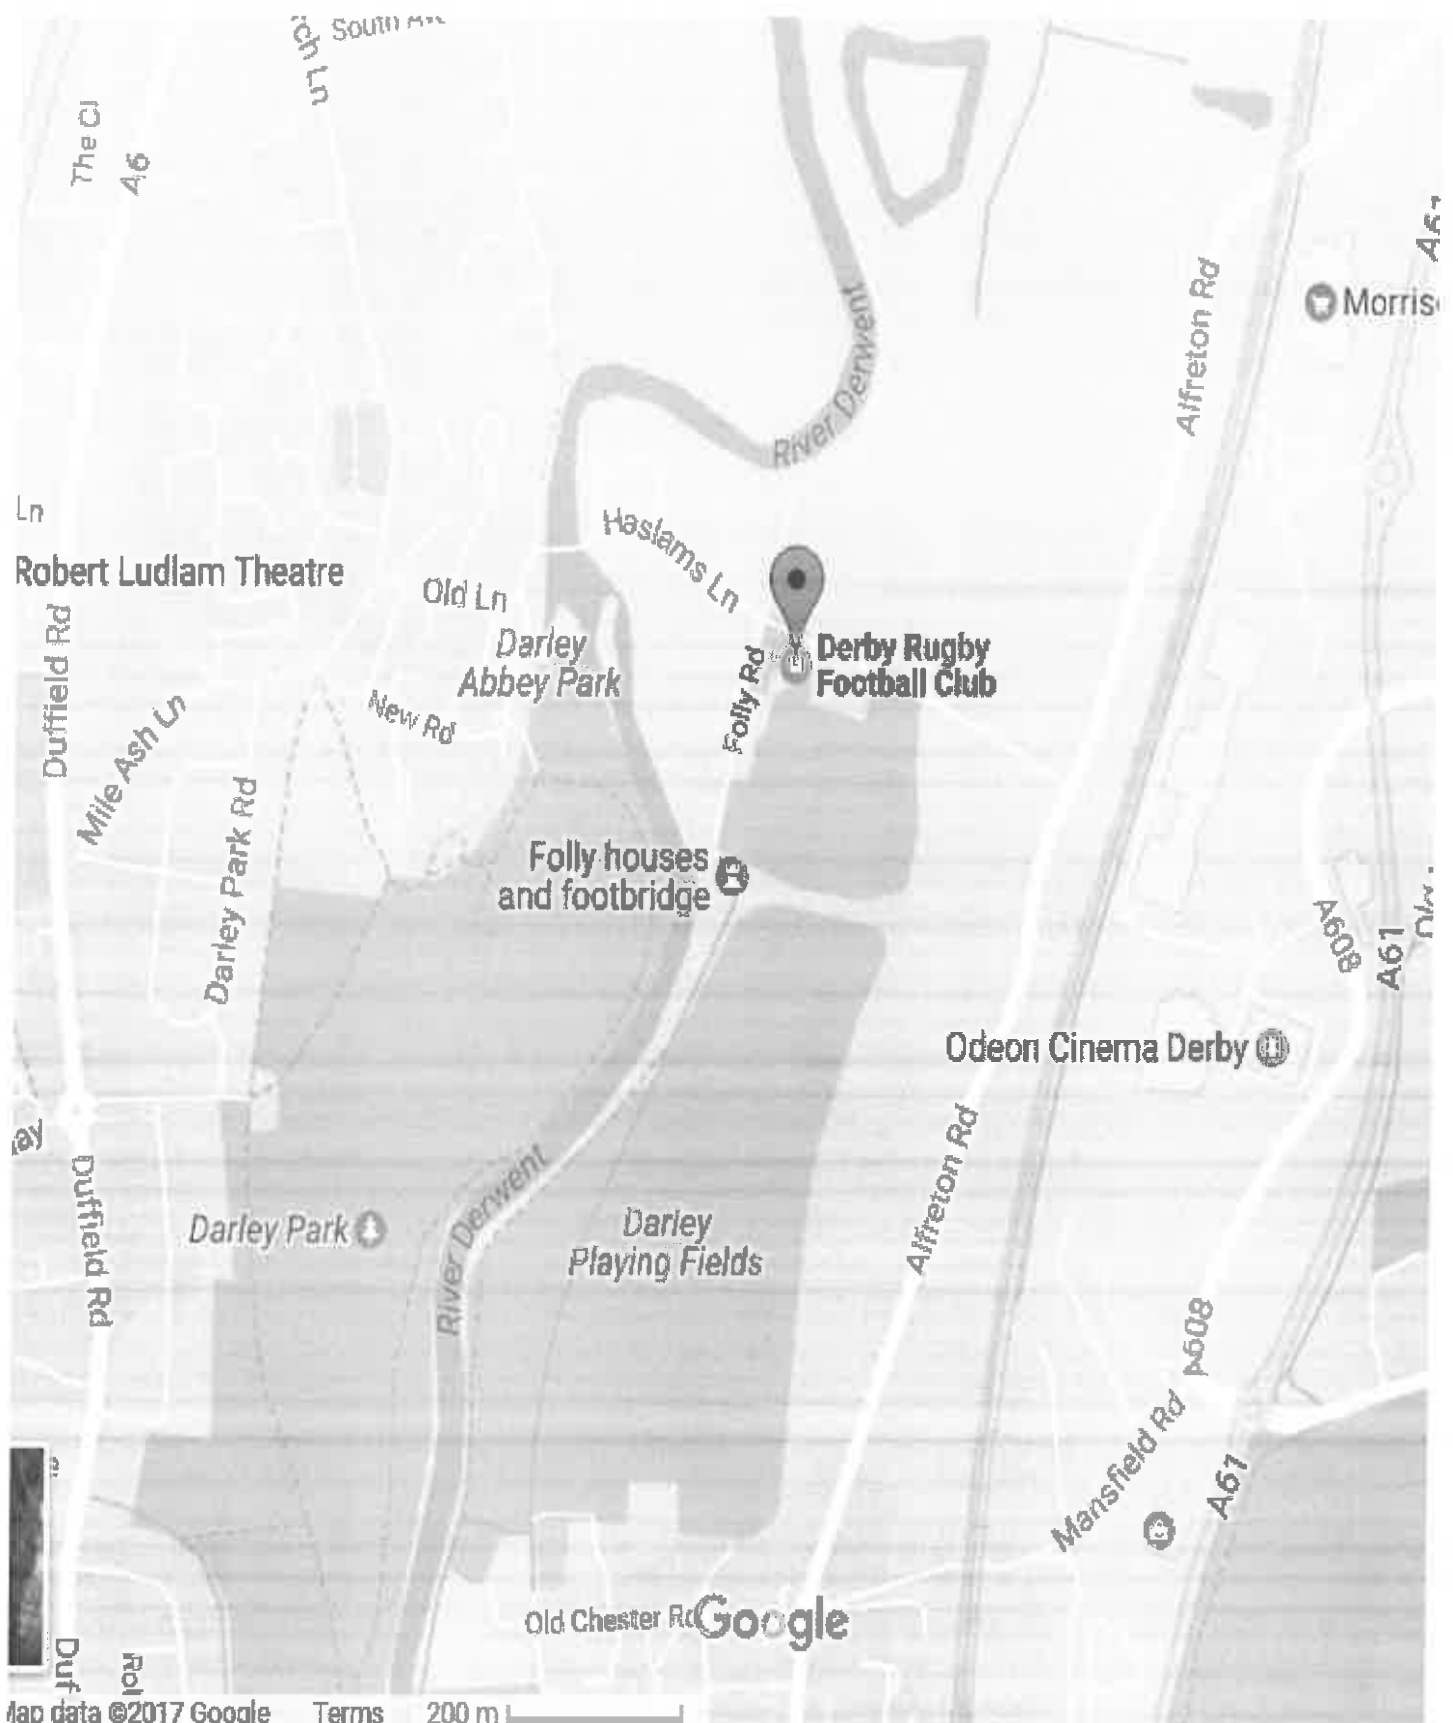 South
The Cl
A6
Morris
Alfreton Rd
River Derwent
Ln
Haslams Ln
Robert Ludlam Theatre
Old Ln
Duffield Rd
Darley
Abbey Park
Derby Rugby
Football Club
Folly Rd
New Rd
Mile Ash Ln
Darley Park Rd
Folly houses
and footbridge
A608
A61
Odeon Cinema Derby
Alfreton Rd
Duffield Rd
River Derwent
Darley Park
Darley
Playing Fields
A608
Mansfield Rd
A61
Old Chester Rd
Google
Duf
Map data ©2017 Google Terms 200 m